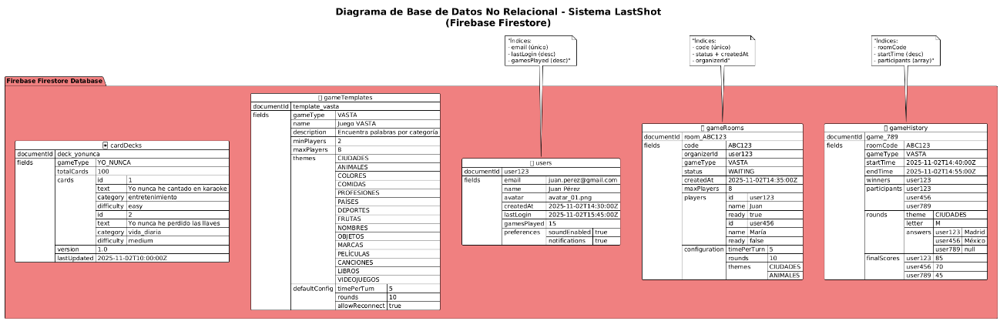 Diagrama de Base de Datos No Relacional - Sistema LastShot
(Firebase Firestore)
"Índices:
- email (único)
- lastLogin (desc)
- gamesPlayed (desc)"
"Índices:
- code (único)
- status + createdAt
- organizerId"
"Índices:
- roomCode
- startTime (desc)
- participants (array)"
Firebase Firestore Database
cardDecks
documentId deck_yonunca
fields gameType YO_NUNCA
totalCards 100
cards id 1
text Yo nunca he cantado en karaoke
category entretenimiento
difficulty easy
id 2
text Yo nunca he perdido las llaves
category vida_diaria
difficulty medium
version 1.0
lastUpdated 2025-11-02T10:00:00Z
gameTemplates
documentId template_vasta
fields gameType VASTA
name Juego VASTA
description Encuentra palabras por categoría
minPlayers 2
maxPlayers 8
themes CIUDADES
ANIMALES
COLORES
COMIDAS
PROFESIONES
PAÍSES
DEPORTES
FRUTAS
NOMBRES
OBJETOS
MARCAS
PELÍCULAS
CANCIONES
LIBROS
VIDEOJUEGOS
defaultConfig timePerTurn 5
rounds 10
allowReconnect true
users
documentId user123
fields email juan.perez@gmail.com
name Juan Pérez
avatar avatar_01.png
createdAt 2025-11-02T14:30:00Z
lastLogin 2025-11-02T15:45:00Z
gamesPlayed 15
preferences soundEnabled true
notifications true
gameRooms
documentId room_ABC123
fields code ABC123
organizerId user123
gameType VASTA
status WAITING
createdAt 2025-11-02T14:35:00Z
maxPlayers 8
players id user123
name Juan
ready true
id user456
name María
ready false
configuration timePerTurn 5
rounds 10
themes CIUDADES
ANIMALES
gameHistory
documentId game_789
fields roomCode ABC123
gameType VASTA
startTime 2025-11-02T14:40:00Z
endTime 2025-11-02T14:55:00Z
winners user123
participants user123
user456
user789
rounds theme CIUDADES
letter M
answers user123 Madrid
user456 México
user789 null
finalScores user123 85
user456 70
user789 45